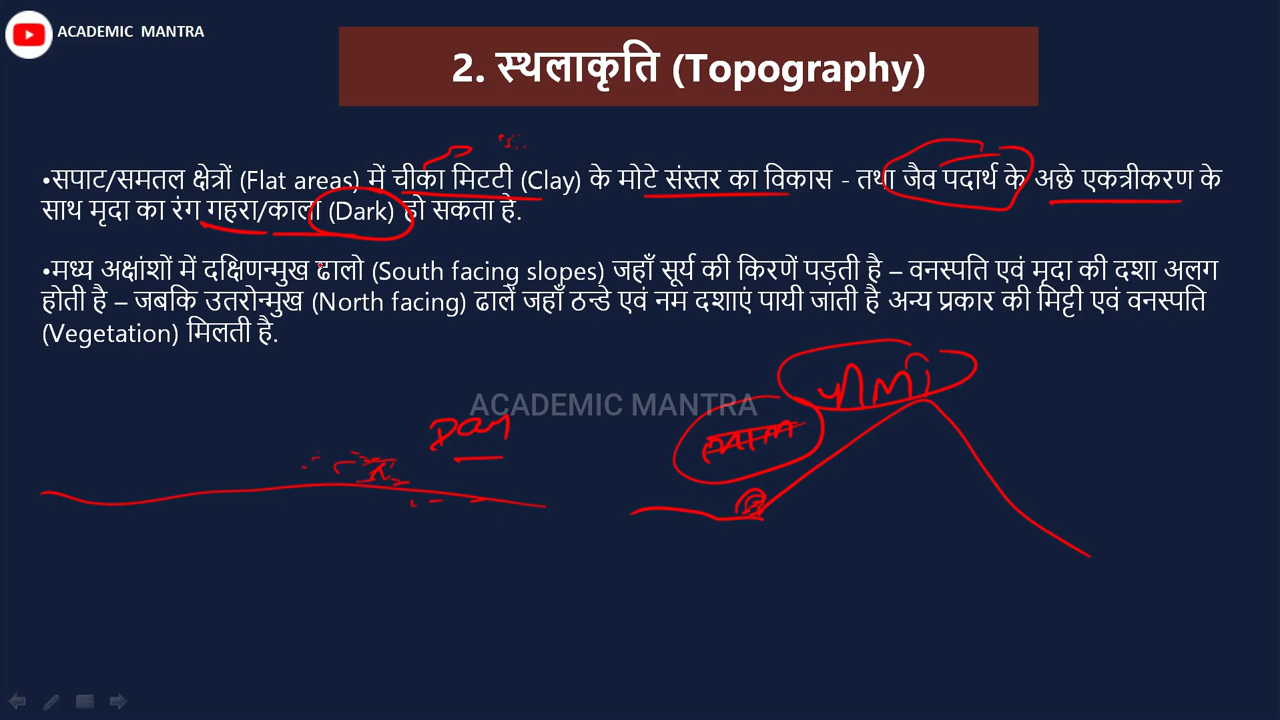 ACADEMIC MANTRA
2. स्थलाकृति (Topography)
•सपाट/समतल क्षेत्रों (Flat areas) में चीका मिटटी (Clay) के मोटे संस्तर का विकास - तथा जैव पदार्थ के अछे एकत्रीकरण के
साथ मृदा का रंग गहरा/काला (Dark) हो सकता है.
•मध्य अक्षांशों में दक्षिणन्मुख ढालो (South facing slopes) जहाँ सूर्य की किरणें पड़ती है – वनस्पति एवं मृदा की दशा अलग
होती है – जबकि उतरोन्मुख (North facing) ढालें जहाँ ठन्डे एवं नम दशाएं पायी जाती है अन्य प्रकार की मिट्टी एवं वनस्पति
(Vegetation) मिलती है.
ACADEMIC MANTRA